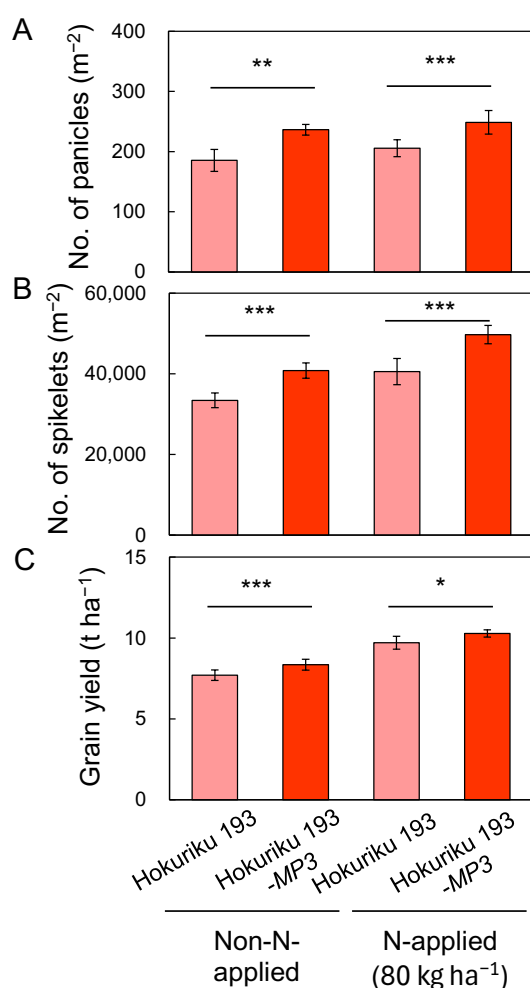 A
No. of panicles (m⁻²)
400
300
200
100
0
**
***
B
No. of spikelets (m⁻²)
60,000
40,000
20,000
0
***
***
C
Grain yield (t ha⁻¹)
15
10
5
0
***
*
Hokuriku 193
Hokuriku 193
-MP3
Hokuriku 193
Hokuriku 193
-MP3
Non-N-
applied
N-applied
(80 kg ha⁻¹)